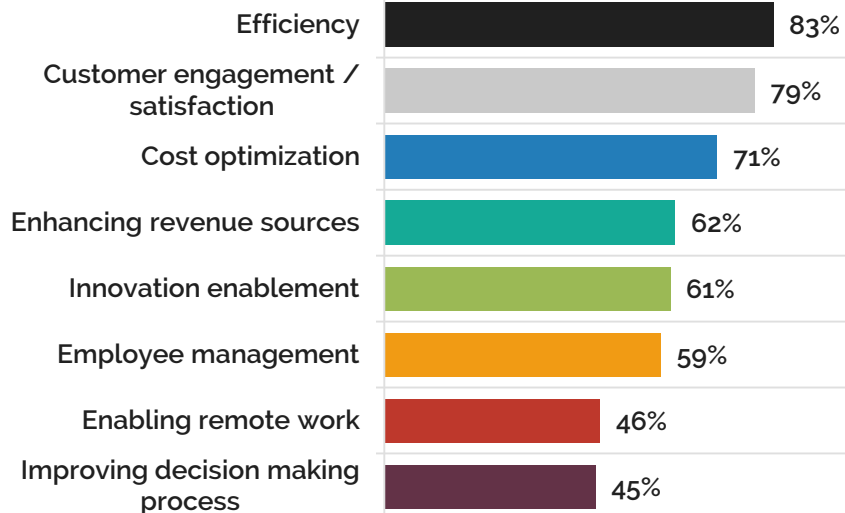 Efficiency 83%
Customer engagement /
satisfaction 79%
Cost optimization 71%
Enhancing revenue sources 62%
Innovation enablement 61%
Employee management 59%
Enabling remote work 46%
Improving decision making
process 45%